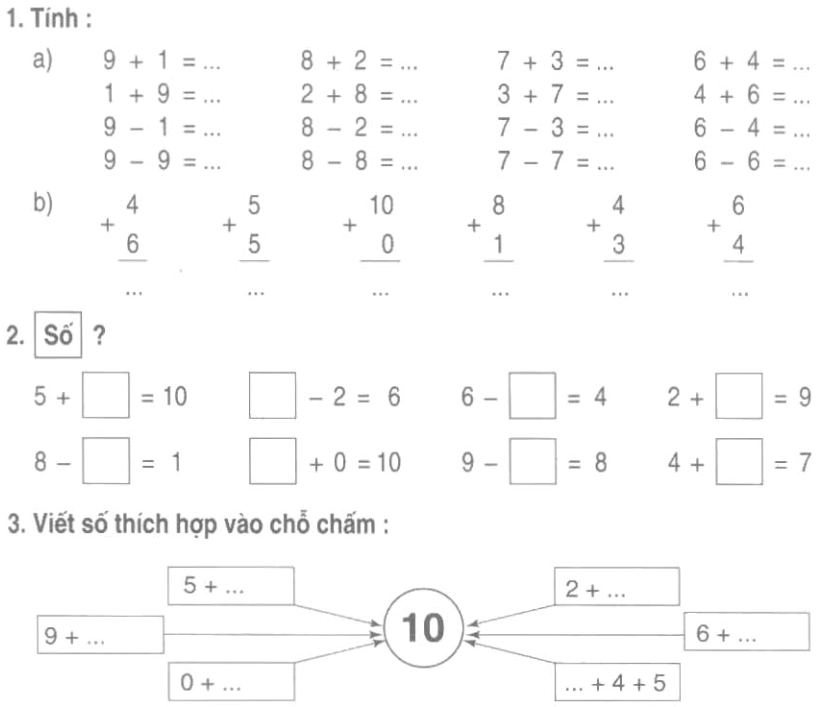 1. Tính :
a) 9 + 1 = ... 8 + 2 = ... 7 + 3 = ... 6 + 4 = ...
1 + 9 = ... 2 + 8 = ... 3 + 7 = ... 4 + 6 = ...
9 − 1 = ... 8 − 2 = ... 7 − 3 = ... 6 − 4 = ...
9 − 9 = ... 8 − 8 = ... 7 − 7 = ... 6 − 6 = ...
b) 4 5 10 8 4 6
+ + + + + +
6 5 0 1 3 4
... ... ... ... ... ...
2. Số ?
5 + □ = 10 □ − 2 = 6 6 − □ = 4 2 + □ = 9
8 − □ = 1 □ + 0 = 10 9 − □ = 8 4 + □ = 7
3. Viết số thích hợp vào chỗ chấm :
5 + ... 2 + ...
9 + ... 10 6 + ...
0 + ... ... + 4 + 5